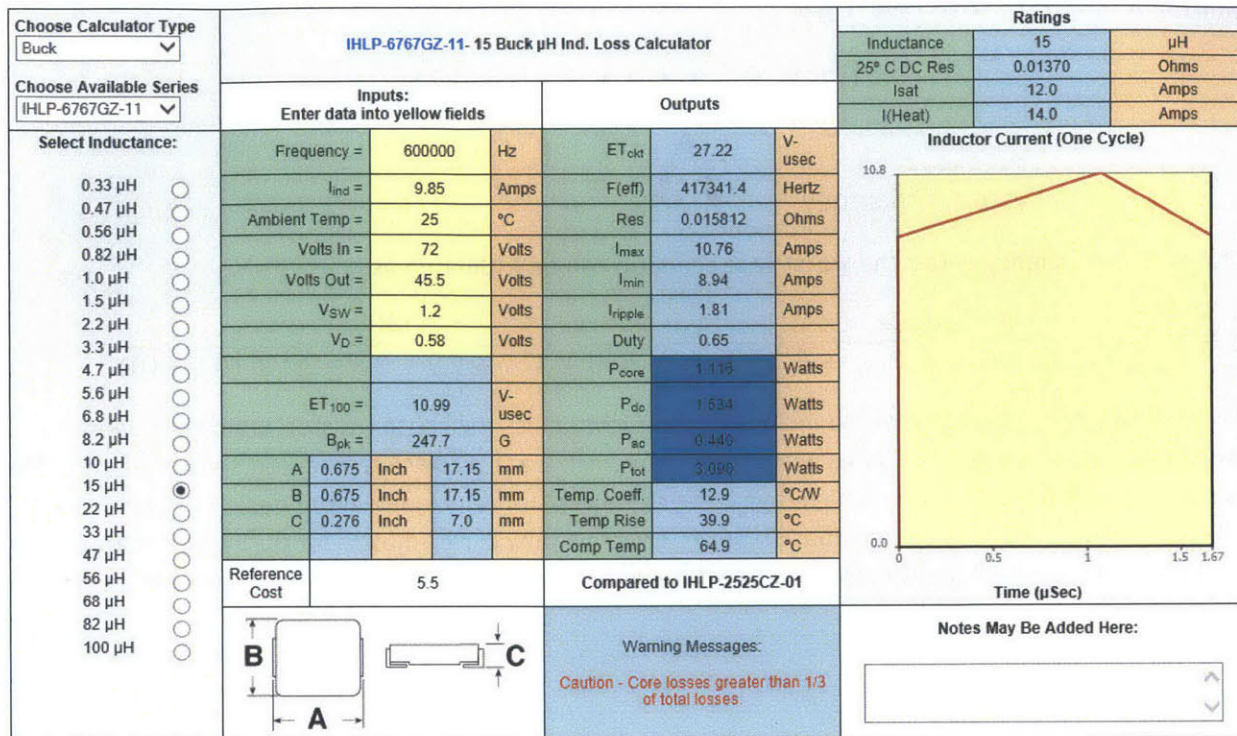 Choose Calculator Type
Buck
Choose Available Series
IHLP-6767GZ-11
IHLP-6767GZ-11- 15 Buck µH Ind. Loss Calculator
Ratings
Inductance 15 µH
25° C DC Res 0.01370 Ohms
Isat 12.0 Amps
I(Heat) 14.0 Amps
Select Inductance:
0.33 µH
0.47 µH
0.56 µH
0.82 µH
1.0 µH
1.5 µH
2.2 µH
3.3 µH
4.7 µH
5.6 µH
6.8 µH
8.2 µH
10 µH
15 µH
22 µH
33 µH
47 µH
56 µH
68 µH
82 µH
100 µH
Inputs:
Enter data into yellow fields
Frequency = 600000 Hz
Iind = 9.85 Amps
Ambient Temp = 25 °C
Volts In = 72 Volts
Volts Out = 45.5 Volts
VSW = 1.2 Volts
VD = 0.58 Volts
ET100 = 10.99 V-usec
Bpk = 247.7 G
A 0.675 Inch 17.15 mm
B 0.675 Inch 17.15 mm
C 0.276 Inch 7.0 mm
Reference Cost 5.5
B
A
C
Outputs
ETckt 27.22 V-usec
F(eff) 417341.4 Hertz
Res 0.015812 Ohms
Imax 10.76 Amps
Imin 8.94 Amps
Iripple 1.81 Amps
Duty 0.65
Pcore 1.116 Watts
Pdc 1.534 Watts
Pac 0.440 Watts
Ptot 3.090 Watts
Temp. Coeff. 12.9 °C/W
Temp Rise 39.9 °C
Comp Temp 64.9 °C
Compared to IHLP-2525CZ-01
Warning Messages:
Caution - Core losses greater than 1/3
of total losses
Inductor Current (One Cycle)
10.8
0.0
0 0.5 1 1.5 1.67
Time (µSec)
Notes May Be Added Here: